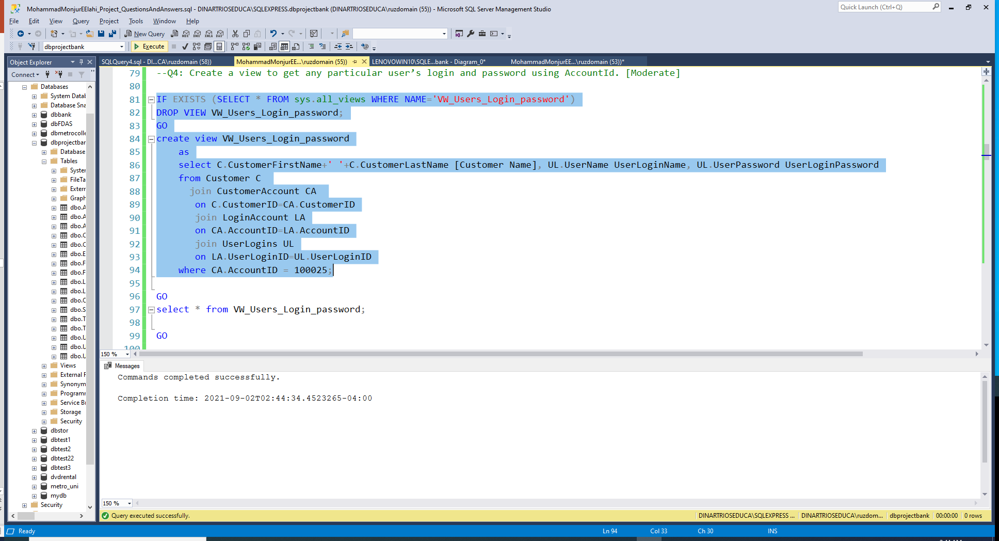 MohammadMonjurEElahi_Project_QuestionsAndAnswers.sql - DINARTRIOSEDUCA\SQLEXPRESS.dbprojectbank (DINARTRIOSEDUCA\ruzdomain (55)) - Microsoft SQL Server Management Studio
Quick Launch (Ctrl+Q)
File Edit View Query Project Tools Window Help
New Query
MDX DMX XMLA DAX
dbprojectbank Execute
Object Explorer
SQLQuery4.sql - DI...CA\ruzdomain (58)) MohammadMonjurEE...\ruzdomain (55)) LENOVOWIN10\SQLE...bank - Diagram_0* MohammadMonjurEE...\ruzdomain (53))*
Connect
Databases
System Datab
Database Sna
dbbank
dbFDAS
dbmetrocolle
dbprojectban
Database
Tables
System
FileTa
Extern
Graph
dbo.A
dbo.A
dbo.A
dbo.C
dbo.C
dbo.E
dbo.F
dbo.F
dbo.L
dbo.L
dbo.C
dbo.S
dbo.T
dbo.T
dbo.U
dbo.U
dbo.U
Views
External R
Synonym
Programm
Service Br
Storage
Security
dbstor
dbtest1
dbtest2
dbtest22
dbtest3
dvdrental
metro_uni
mydb
Security
79 --Q4: Create a view to get any particular user’s login and password using AccountId. [Moderate]
80
81 IF EXISTS (SELECT * FROM sys.all_views WHERE NAME='VW_Users_Login_password')
82 DROP VIEW VW_Users_Login_password;
83 GO
84 create view VW_Users_Login_password
85 as
86 select C.CustomerFirstName+' '+C.CustomerLastName [Customer Name], UL.UserName UserLoginName, UL.UserPassword UserLoginPassword
87 from Customer C
88 join CustomerAccount CA
89 on C.CustomerID=CA.CustomerID
90 join LoginAccount LA
91 on CA.AccountID=LA.AccountID
92 join UserLogins UL
93 on LA.UserLoginID=UL.UserLoginID
94 where CA.AccountID = 100025;
95
96 GO
97 select * from VW_Users_Login_password;
98
99 GO
100
150 %
Messages
Commands completed successfully.
Completion time: 2021-09-02T02:44:34.4523265-04:00
150 %
Query executed successfully. DINARTRIOSEDUCA\SQLEXPRESS ... DINARTRIOSEDUCA\ruzdom... dbprojectbank 00:00:00 0 rows
Ready Ln 94 Col 33 Ch 30 INS